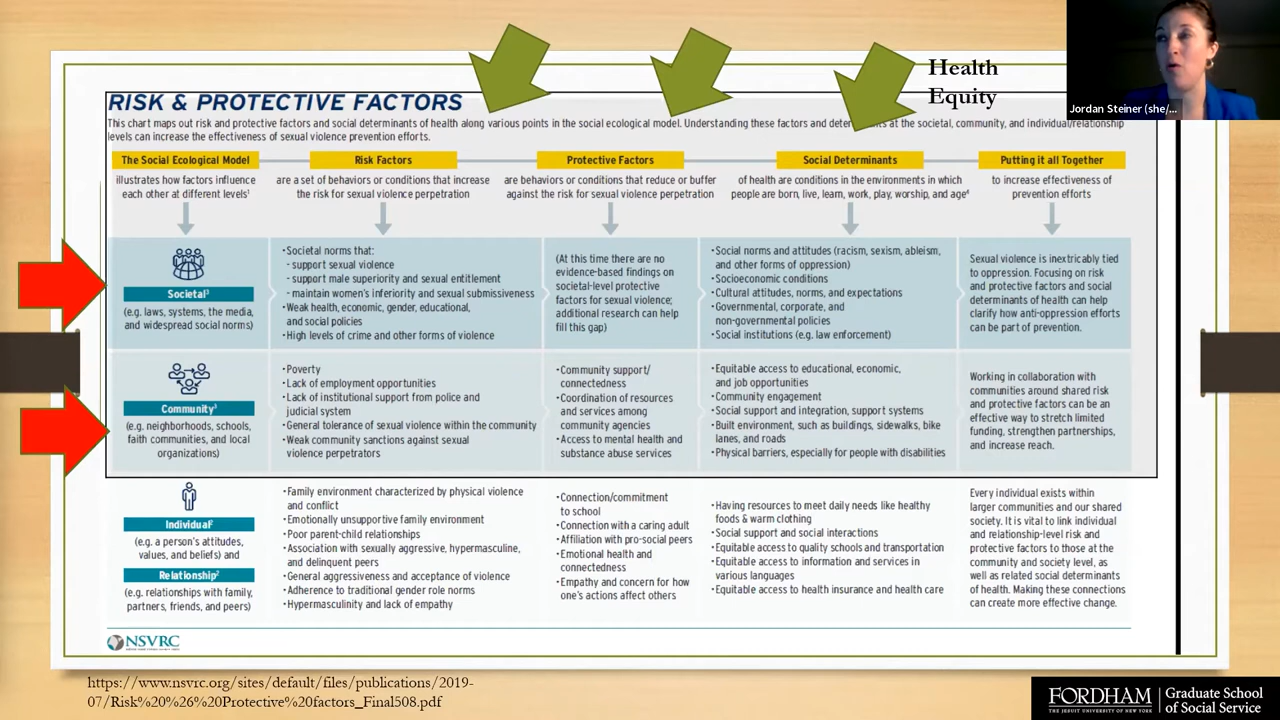 Health
Equity
Jordan Steiner (she/...
RISK & PROTECTIVE FACTORS
This chart maps out risk and protective factors and social determinants of health along various points in the social ecological model. Understanding these factors and deter at the societal, community, and individual/relationship
levels can increase the effectiveness of sexual violence prevention efforts.
The Social Ecological Model
illustrates how factors influence
each other at different levels¹
Risk Factors
are a set of behaviors or conditions that increase
the risk for sexual violence perpetration
Protective Factors
are behaviors or conditions that reduce or buffer
against the risk for sexual violence perpetration
Social Determinants
of health are conditions in the environments in which
people are born, live, learn, work, play, worship, and age⁴
Putting it all Together
to increase effectiveness of
prevention efforts
Societal³
(e.g. laws, systems, the media,
and widespread social norms)
•Societal norms that:
- support sexual violence
- support male superiority and sexual entitlement
- maintain women's inferiority and sexual submissiveness
•Weak health, economic, gender, educational,
and social policies
•High levels of crime and other forms of violence
(At this time there are no
evidence-based findings on
societal-level protective
factors for sexual violence;
additional research can help
fill this gap)
•Social norms and attitudes (racism, sexism, ableism,
and other forms of oppression)
•Socioeconomic conditions
•Cultural attitudes, norms, and expectations
•Governmental, corporate, and
non-governmental policies
•Social institutions (e.g. law enforcement)
Sexual violence is inextricably tied
to oppression. Focusing on risk
and protective factors and social
determinants of health can help
clarify how anti-oppression efforts
can be part of prevention.
Community³
(e.g. neighborhoods, schools,
faith communities, and local
organizations)
•Poverty
•Lack of employment opportunities
•Lack of institutional support from police and
judicial system
•General tolerance of sexual violence within the community
•Weak community sanctions against sexual
violence perpetrators
•Community support/
connectedness
•Coordination of resources
and services among
community agencies
•Access to mental health and
substance abuse services
•Equitable access to educational, economic,
and job opportunities
•Community engagement
•Social support and integration, support systems
•Built environment, such as buildings, sidewalks, bike
lanes, and roads
•Physical barriers, especially for people with disabilities
Working in collaboration with
communities around shared risk
and protective factors can be an
effective way to stretch limited
funding, strengthen partnerships,
and increase reach.
Individual²
(e.g. a person's attitudes,
values, and beliefs) and
Relationship²
(e.g. relationships with family,
partners, friends, and peers)
•Family environment characterized by physical violence
and conflict
•Emotionally unsupportive family environment
•Poor parent-child relationships
•Association with sexually aggressive, hypermasculine,
and delinquent peers
•General aggressiveness and acceptance of violence
•Adherence to traditional gender role norms
•Hypermasculinity and lack of empathy
•Connection/commitment
to school
•Connection with a caring adult
•Affiliation with pro-social peers
•Emotional health and
connectedness
•Empathy and concern for how
one's actions affect others
•Having resources to meet daily needs like healthy
foods & warm clothing
•Social support and social interactions
•Equitable access to quality schools and transportation
•Equitable access to information and services in
various languages
•Equitable access to health insurance and health care
Every individual exists within
larger communities and our shared
society. It is vital to link individual
and relationship-level risk and
protective factors to those at the
community and society level, as
well as related social determinants
of health. Making these connections
can create more effective change.
NSVRC
https://www.nsvrc.org/sites/default/files/publications/2019-
07/Risk%20%26%20Protective%20factors_Final508.pdf
FORDHAM
THE JESUIT UNIVERSITY OF NEW YORK
Graduate School
of Social Service